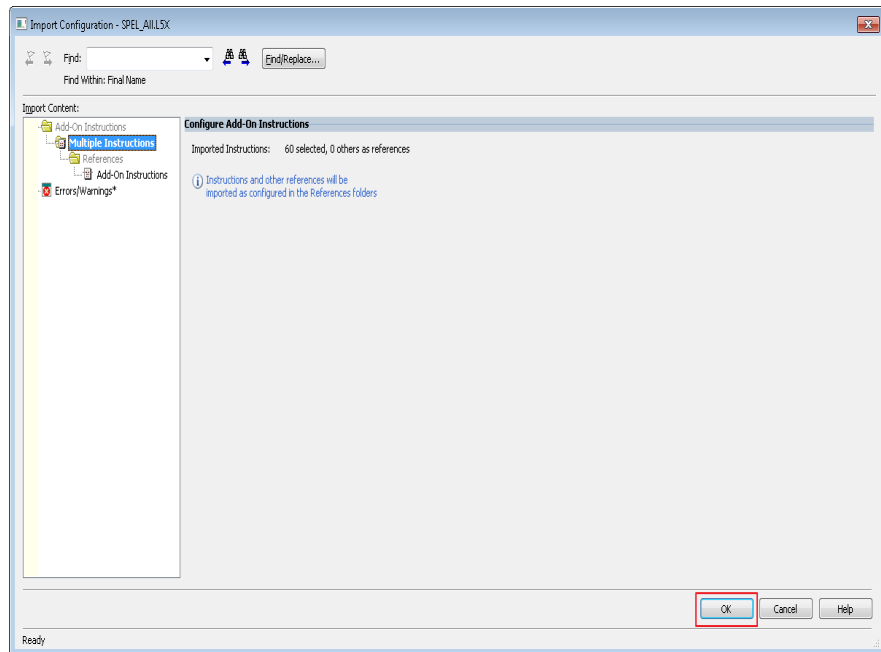 Import Configuration - SPEL_All.L5X
Find:
Find/Replace...
Find Within: Final Name
Import Content:
Add-On Instructions
Multiple Instructions
References
Add-On Instructions
Errors/Warnings*
Configure Add-On Instructions
Imported Instructions: 60 selected, 0 others as references
Instructions and other references will be
imported as configured in the References folders
OK Cancel Help
Ready